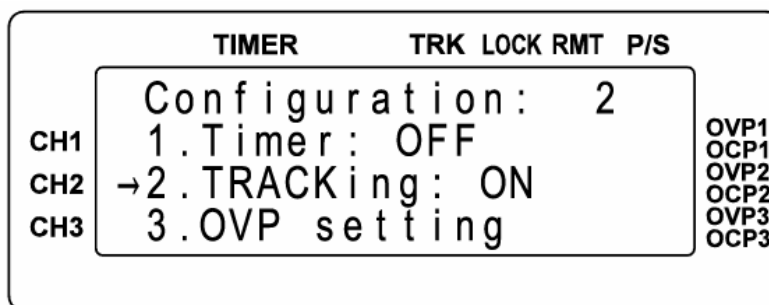 TIMER TRK LOCK RMT P/S
Configuration: 2
CH1 1.Timer: OFF OVP1
OCP1
CH2 →2.TRACKing: ON OVP2
OCP2
CH3 3.OVP setting OVP3
OCP3